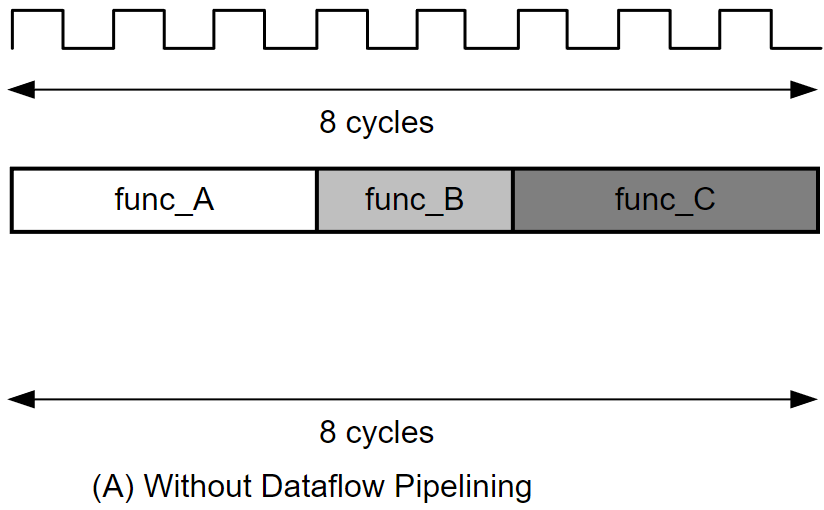 8 cycles
func_A func_B func_C
8 cycles
(A) Without Dataflow Pipelining